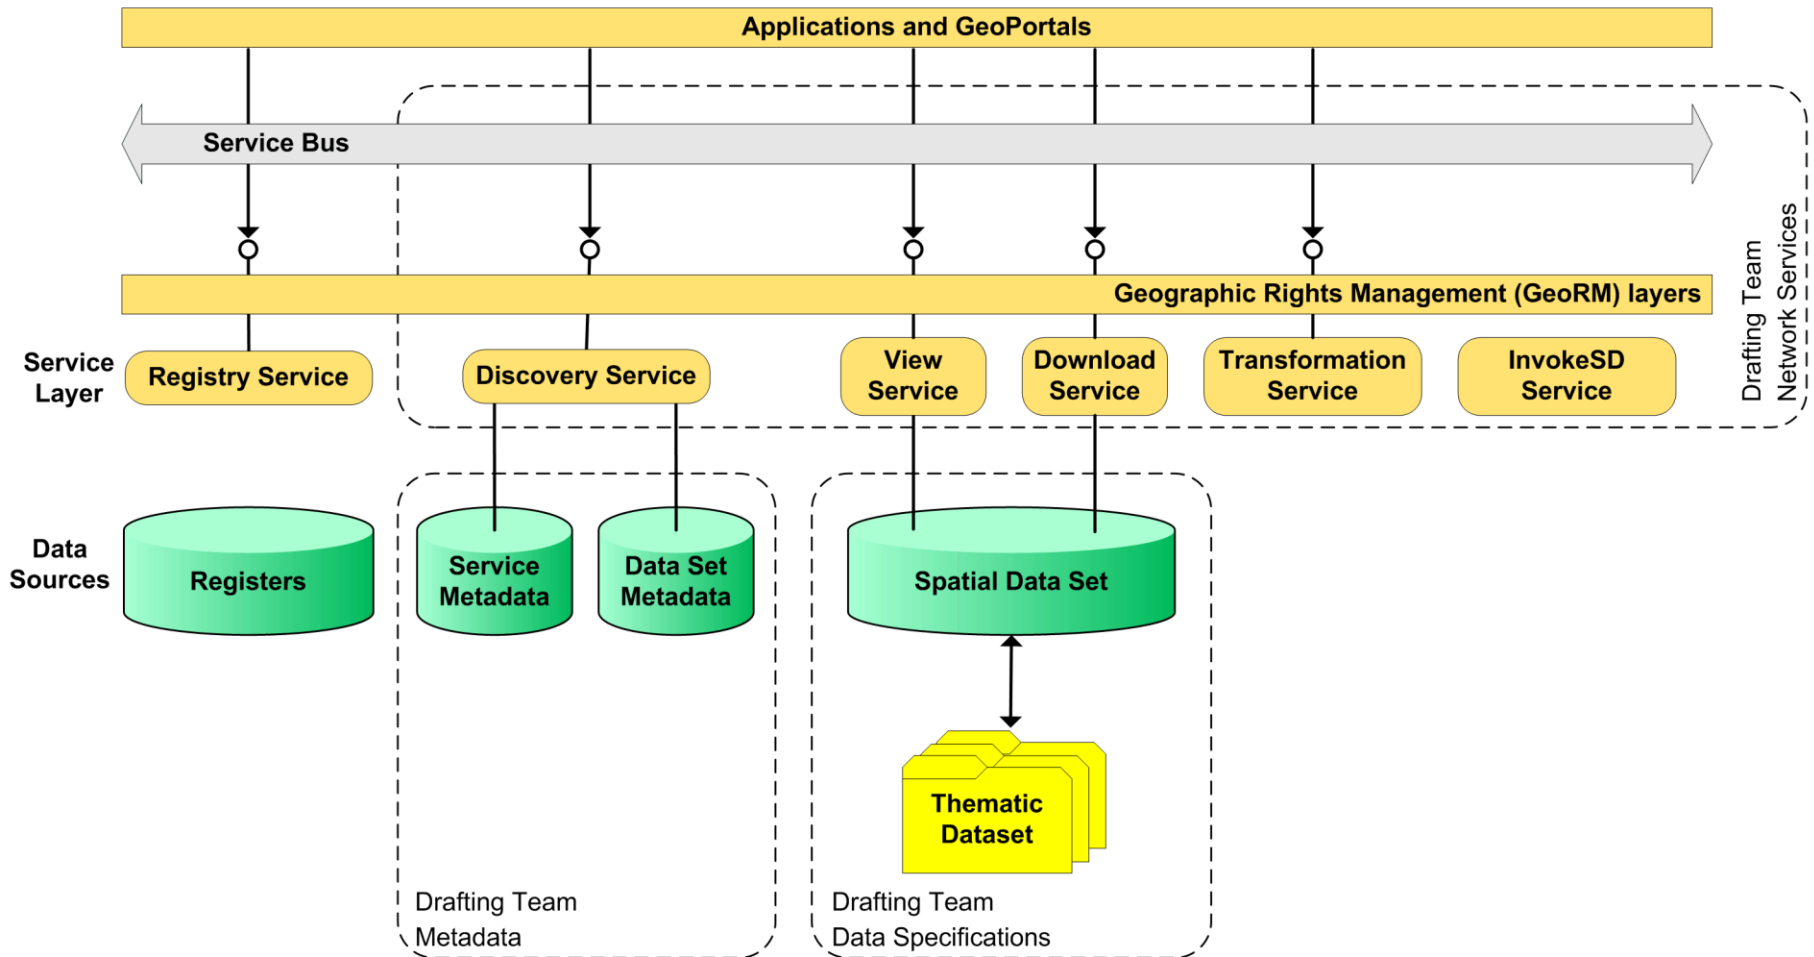 Applications and GeoPortals
Service Bus
Drafting Team
Network Services
Geographic Rights Management (GeoRM) layers
Service
Layer
Registry Service
Discovery Service
View
Service
Download
Service
Transformation
Service
InvokeSD
Service
Data
Sources
Registers
Service
Metadata
Data Set
Metadata
Spatial Data Set
Thematic
Dataset
Drafting Team
Metadata
Drafting Team
Data Specifications